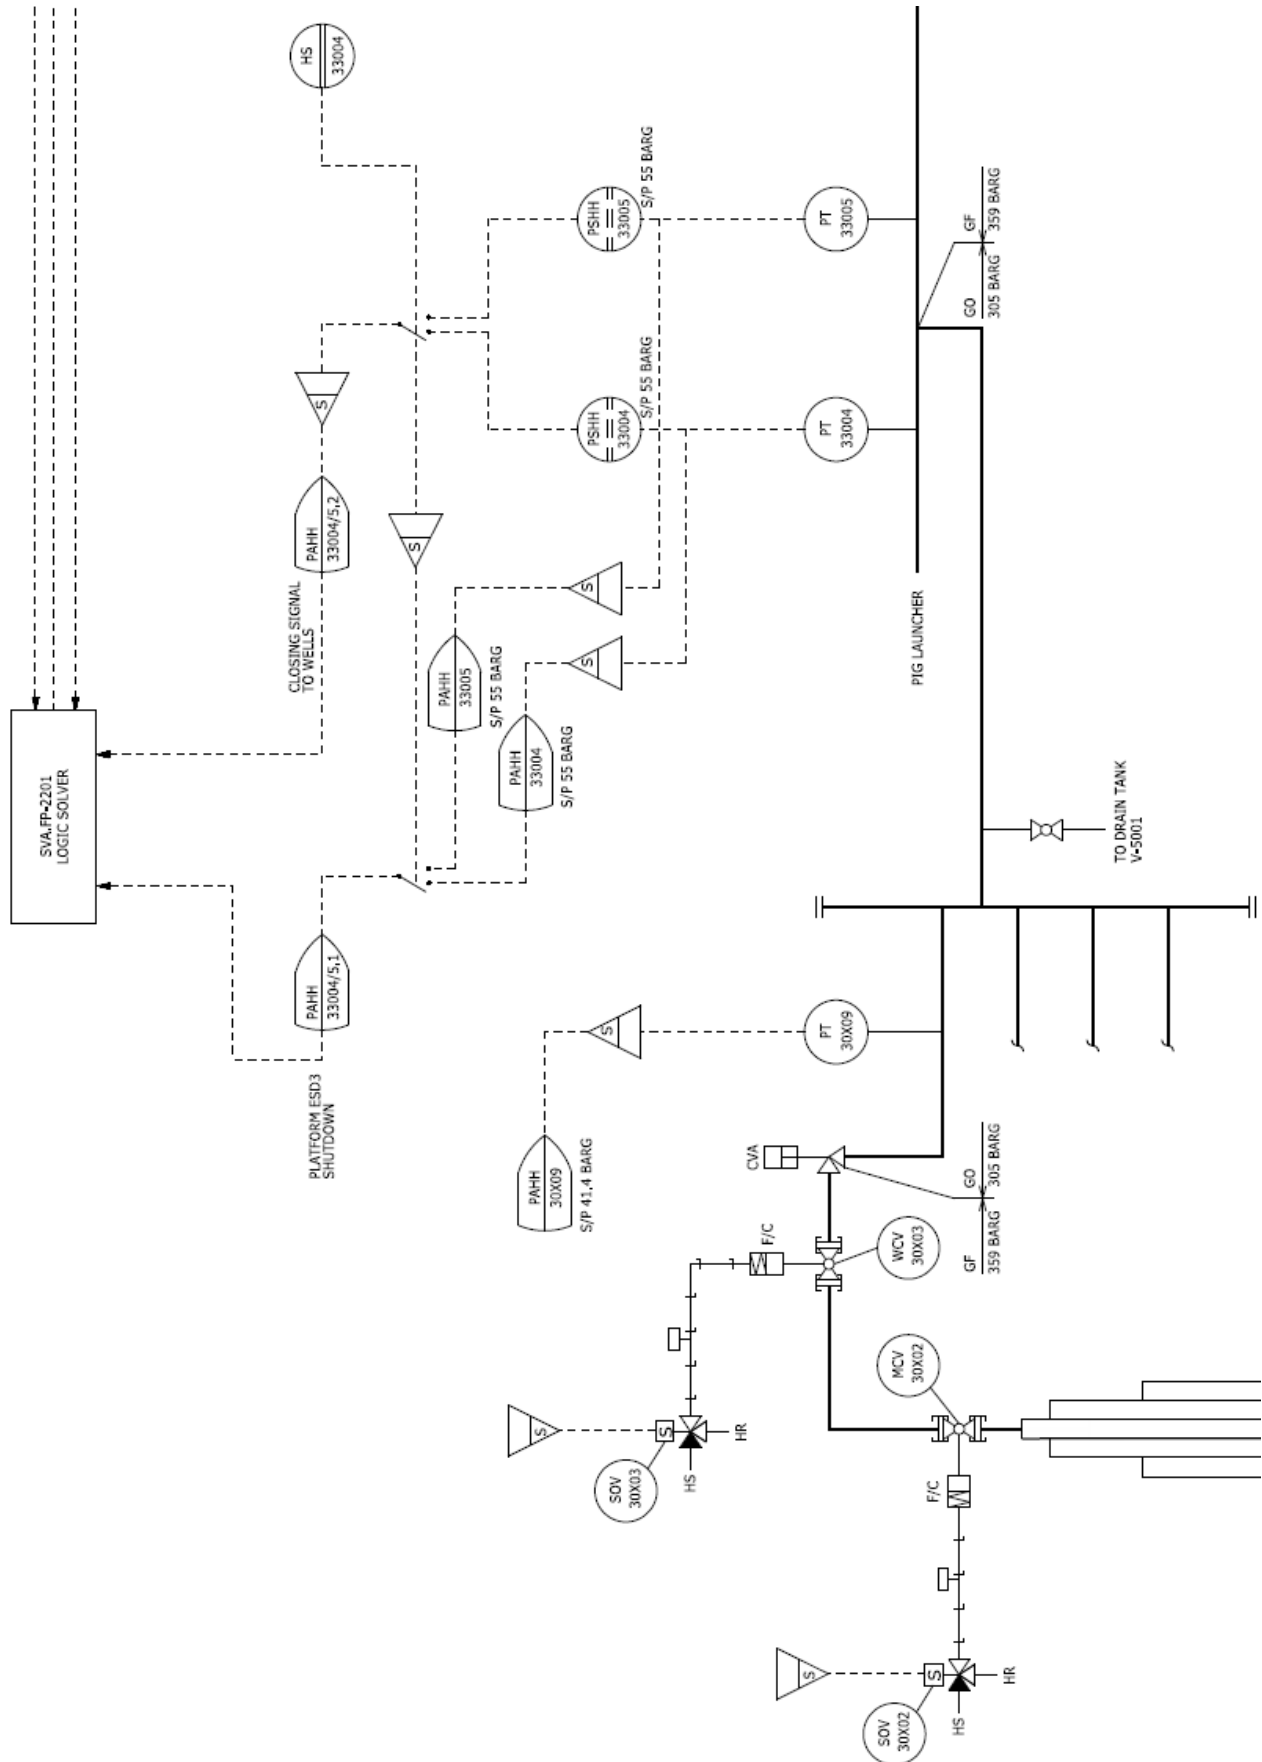 SVA.FP-2201
LOGIC SOLVER
PLATFORM ESD3
SHUTDOWN
PAHH
33004/5,1
CLOSING SIGNAL
TO WELLS
PAHH
33004/5,2
S
HS
33004
S
PAHH
33005
S/P 55 BARG
PAHH
33004
S/P 55 BARG
S
S
PSHH
33004
S/P 55 BARG
PSHH
33005
S/P 55 BARG
PAHH
30X09
S/P 41,4 BARG
S
PT
30X09
PT
33004
PT
33005
S
SOV
30X03
S
HS
HR
F/C
CVA
WCV
30X03
GF
359 BARG
GO
305 BARG
PIG LAUNCHER
GO
305 BARG
GF
359 BARG
S
SOV
30X02
S
HS
HR
F/C
MCV
30X02
TO DRAIN TANK
V-5001